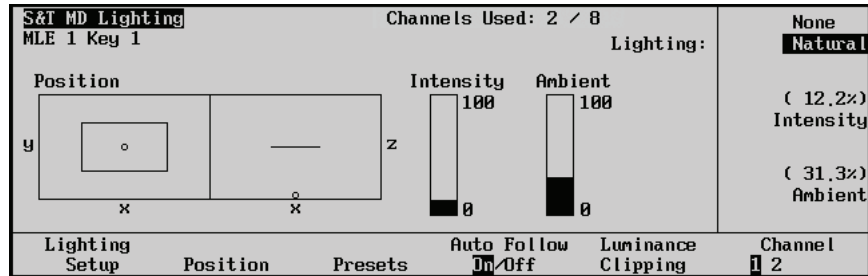 S&T MD Lighting Channels Used: 2 / 8 None
MLE 1 Key 1 Lighting: Natural
Position Intensity Ambient
100 100 ( 12.2%)
Intensity
y z
( 31.3%)
0 0 Ambient
x x
Lighting Auto Follow Luminance Channel
Setup Position Presets On/Off Clipping 1 2